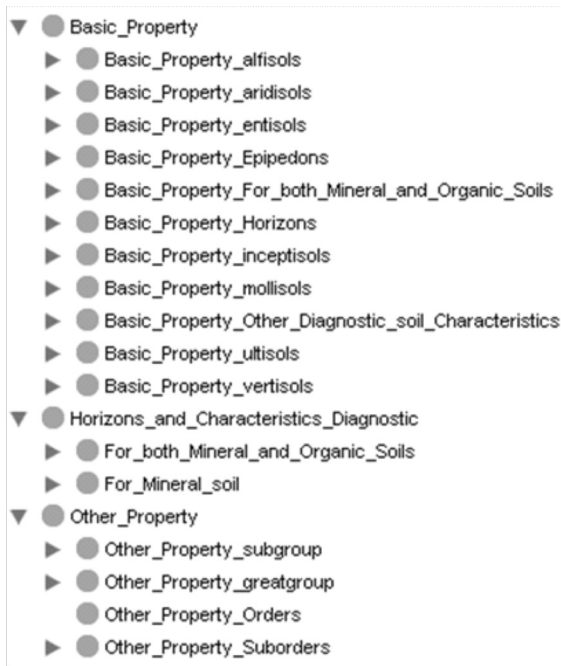 Basic_Property
Basic_Property_alfisols
Basic_Property_aridisols
Basic_Property_entisols
Basic_Property_Epipedons
Basic_Property_For_both_Mineral_and_Organic_Soils
Basic_Property_Horizons
Basic_Property_inceptisols
Basic_Property_mollisols
Basic_Property_Other_Diagnostic_soil_Characteristics
Basic_Property_ultisols
Basic_Property_vertisols
Horizons_and_Characteristics_Diagnostic
For_both_Mineral_and_Organic_Soils
For_Mineral_soil
Other_Property
Other_Property_subgroup
Other_Property_greatgroup
Other_Property_Orders
Other_Property_Suborders